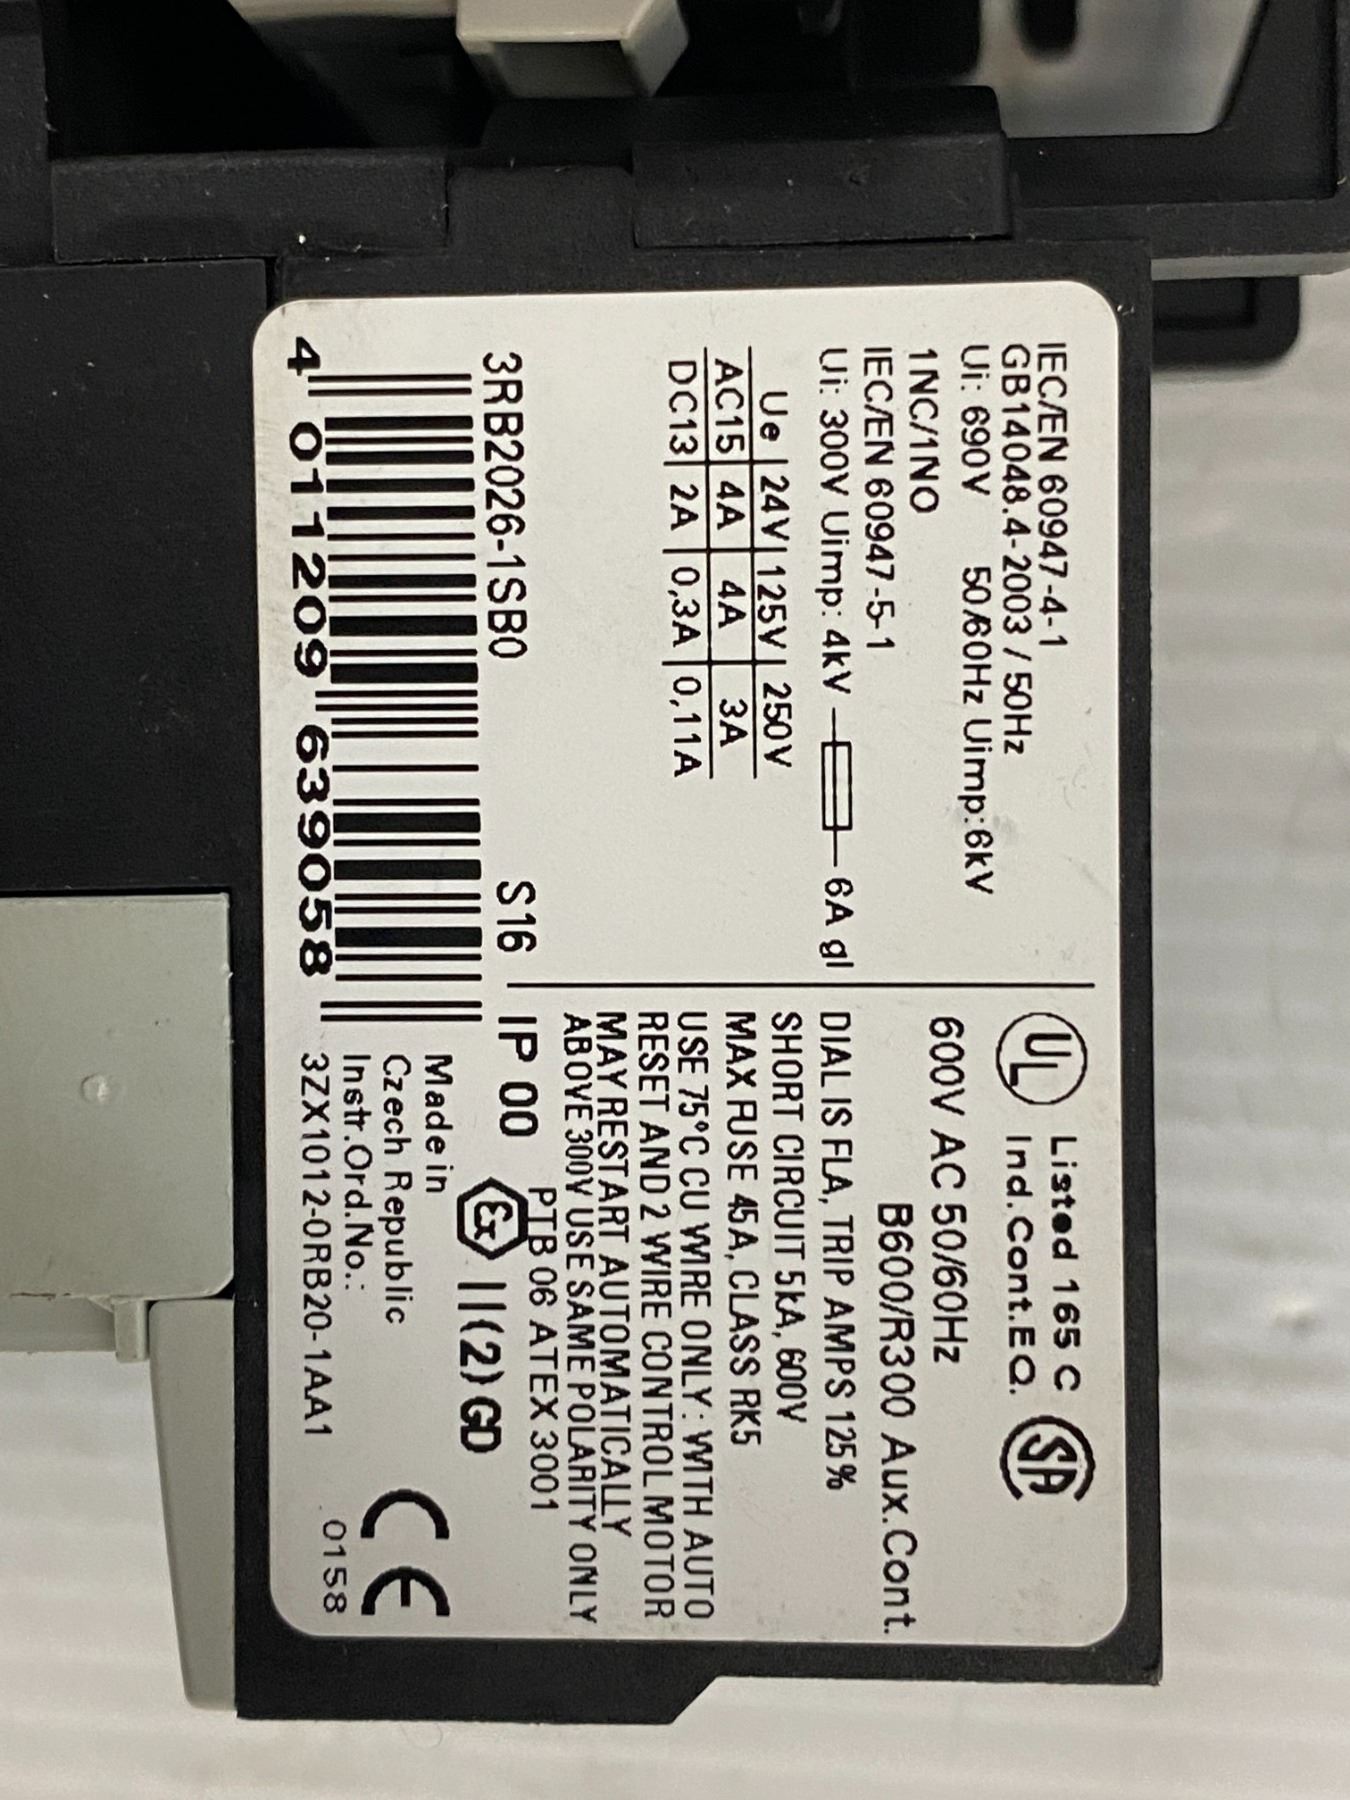 IEC/EN 60947-4-1
GB14048.4-2003 / 50Hz
Ui: 690V 50/60Hz Uimp:6kV
1NC/1NO
IEC/EN 60947-5-1
Ui: 300V Uimp: 4kV 6A gl
Ue 24V 125V 250V
AC15 4A 4A 3A
DC13 2A 0,3A 0,11A
3RB2026-1SB0 S16
4 011209 639058
UL Listed 165 C SA
Ind.Cont.EQ.
600V AC 50/60Hz
B600/R300 Aux.Cont.
DIAL IS FLA, TRIP AMPS 125%
SHORT CIRCUIT 5kA, 600V
MAX FUSE 45A, CLASS RK5
USE 75°C CU WIRE ONLY: WITH AUTO
RESET AND 2 WIRE CONTROL MOTOR
MAY RESTART AUTOMATICALLY
ABOVE 300V USE SAME POLARITY ONLY
PTB 06 ATEX 3001
IP 00 Ex II(2) GD
Made in
Czech Republic
Instr.Ord.No.:
3ZX1012-0RB20-1AA1
CE
0158